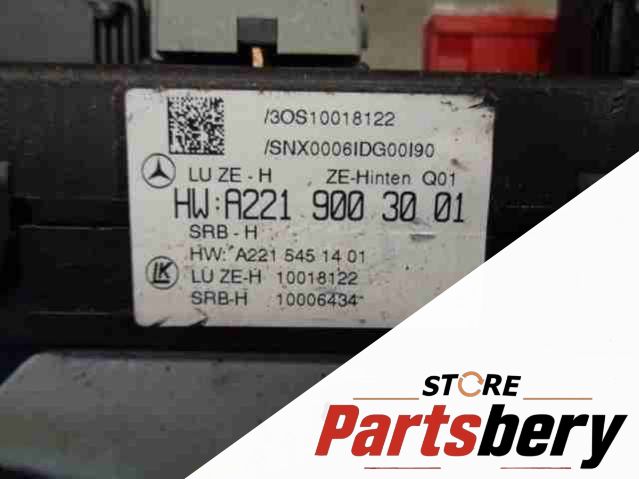 /3OS10018122
/SNX0006IDG00I90
LU ZE - H ZE-Hinten Q01
HW:A221 900 30 01
SRB - H
HW: A221 545 14 01
LK LU ZE-H 10018122
SRB-H 10006434
STORE
Partsbery